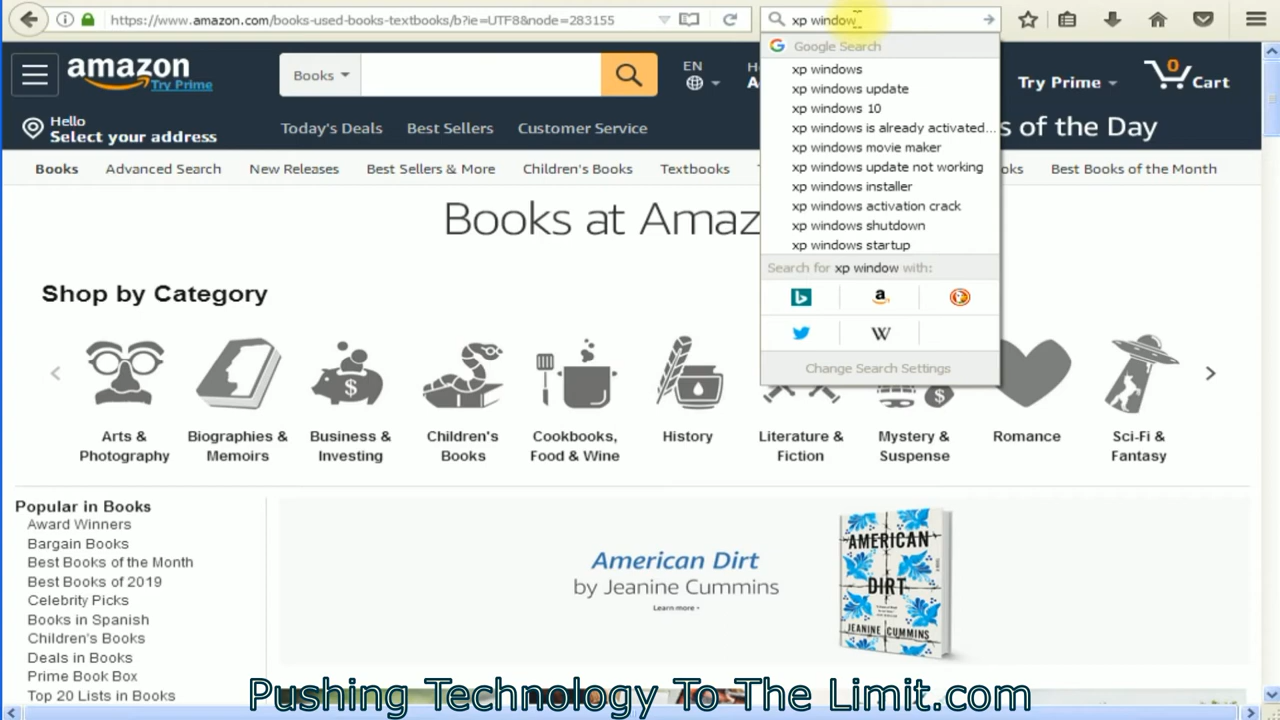 https://www.amazon.com/books-used-books-textbooks/b?ie=UTF8&node=283155
xp window
Google Search
xp windows
xp windows update
xp windows 10
xp windows is already activated...
xp windows movie maker
xp windows update not working
xp windows installer
xp windows activation crack
xp windows shutdown
xp windows startup
Search for xp window with:
Change Search Settings
amazon
Try Prime
Books
EN
Try Prime
0
Cart
Hello
Select your address
Today's Deals Best Sellers Customer Service
s of the Day
Books Advanced Search New Releases Best Sellers & More Children's Books Textbooks Best Books of the Month
Books at Amaz
Shop by Category
Arts &
Photography
Biographies &
Memoirs
Business &
Investing
Children's
Books
Cookbooks,
Food & Wine
History
Literature &
Fiction
Mystery &
Suspense
Romance
Sci-Fi &
Fantasy
Popular in Books
Award Winners
Bargain Books
Best Books of the Month
Best Books of 2019
Celebrity Picks
Books in Spanish
Children's Books
Deals in Books
Prime Book Box
Top 20 Lists in Books
American Dirt
by Jeanine Cummins
Learn more ›
AMERICAN
DIRT
JEANINE CUMMINS
Pushing Technology To The Limit.com